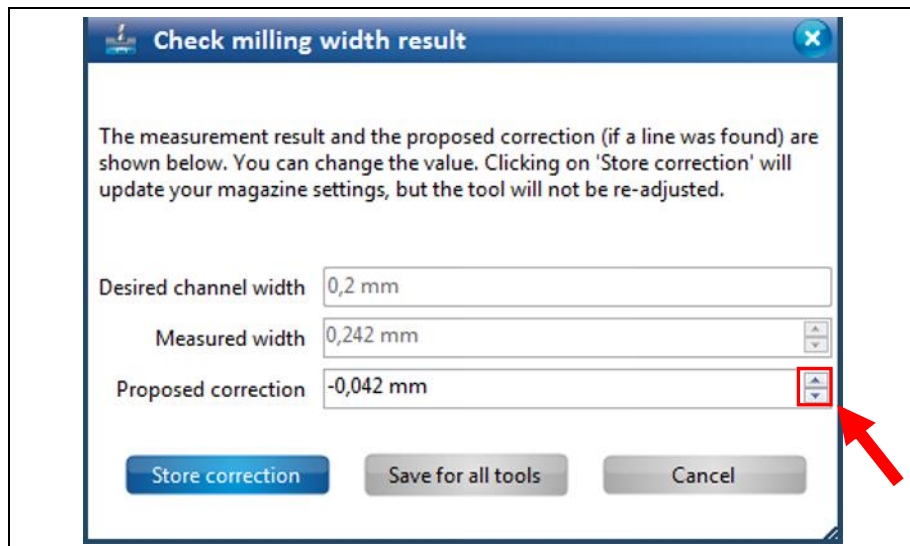 Check milling width result
The measurement result and the proposed correction (if a line was found) are
shown below. You can change the value. Clicking on 'Store correction' will
update your magazine settings, but the tool will not be re-adjusted.
Desired channel width 0,2 mm
Measured width 0,242 mm
Proposed correction -0,042 mm
Store correction Save for all tools Cancel